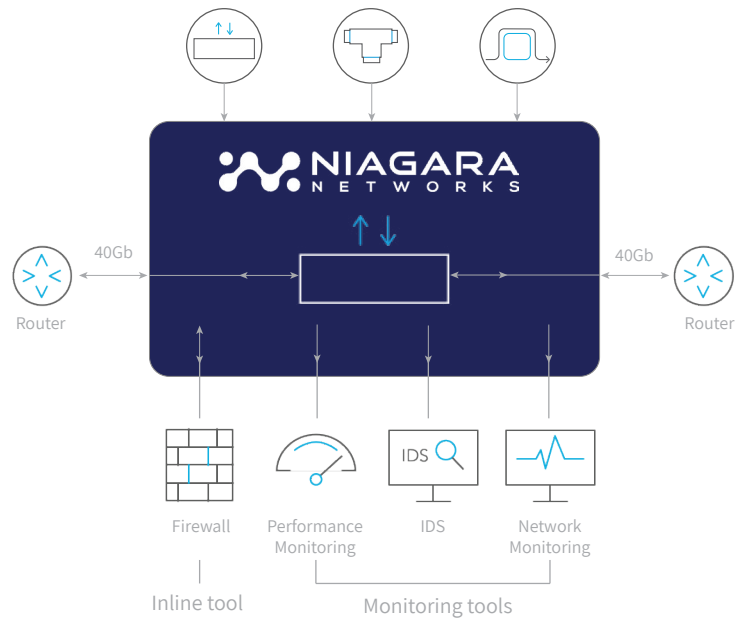 NIAGARA
NETWORKS
40Gb
40Gb
Router
Router
IDS
Firewall
Performance
Monitoring
IDS
Network
Monitoring
Inline tool
Monitoring tools